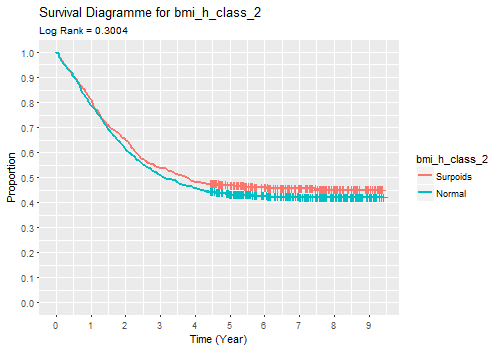 Survival Diagramme for bmi_h_class_2
Log Rank = 0.3004
1.0
0.9
0.8
0.7
0.6
0.5
0.4
0.3
0.2
0.1
0.0
Proportion
0 1 2 3 4 5 6 7 8 9
Time (Year)
bmi_h_class_2
Surpoids
Normal